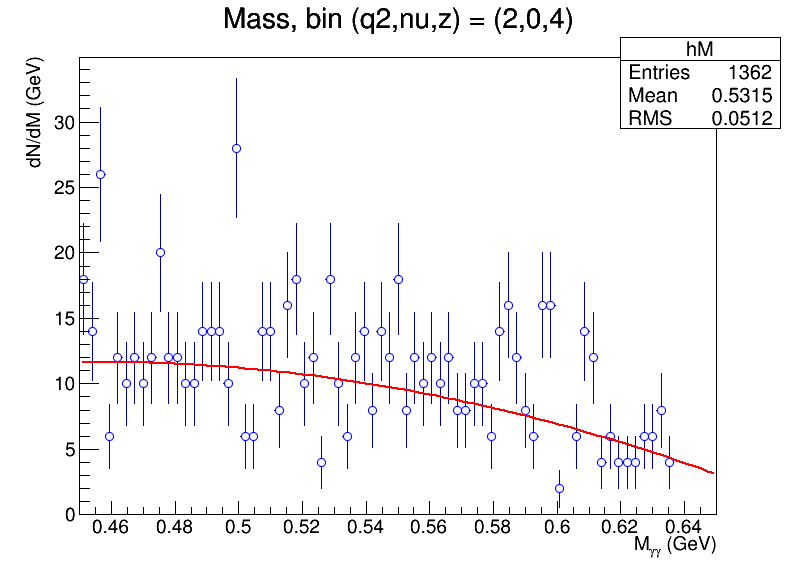 Mass, bin (q2,nu,z) = (2,0,4)
hM
Entries 1362
Mean 0.5315
RMS 0.0512
dN/dM (GeV)
30
25
20
15
10
5
0
0.46 0.48 0.5 0.52 0.54 0.56 0.58 0.6 0.62 0.64
Mγγ (GeV)